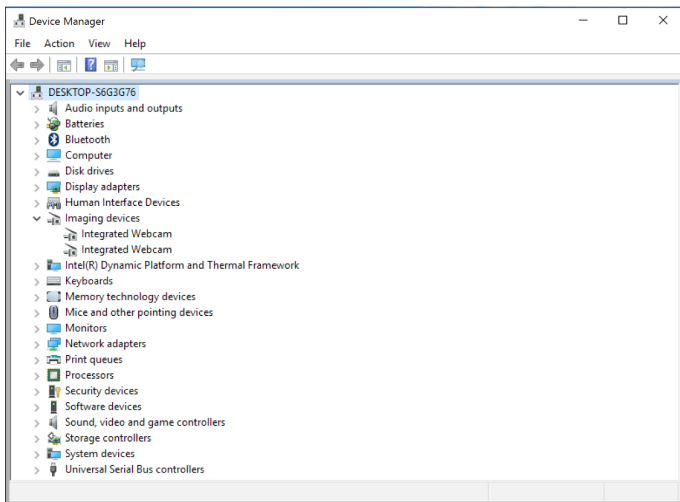 Device Manager
File Action View Help
DESKTOP-S6G3G76
Audio inputs and outputs
Batteries
Bluetooth
Computer
Disk drives
Display adapters
Human Interface Devices
Imaging devices
Integrated Webcam
Integrated Webcam
Intel(R) Dynamic Platform and Thermal Framework
Keyboards
Memory technology devices
Mice and other pointing devices
Monitors
Network adapters
Print queues
Processors
Security devices
Software devices
Sound, video and game controllers
Storage controllers
System devices
Universal Serial Bus controllers